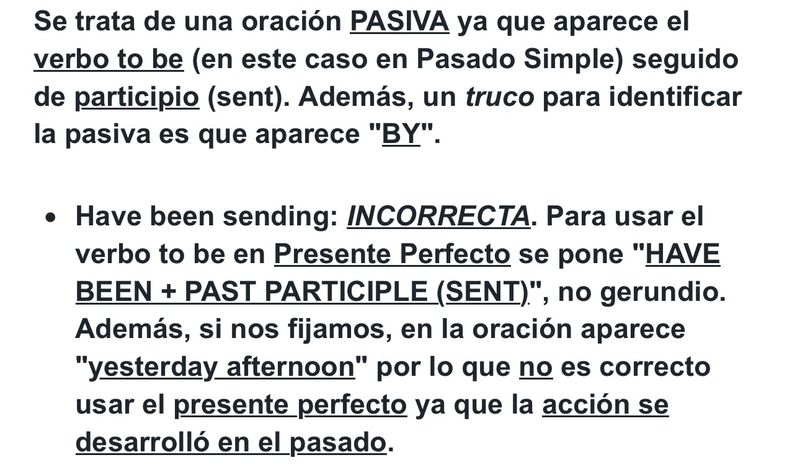 Se trata de una oración PASIVA ya que aparece el
verbo to be (en este caso en Pasado Simple) seguido
de participio (sent). Además, un truco para identificar
la pasiva es que aparece "BY".
• Have been sending: INCORRECTA. Para usar el
verbo to be en Presente Perfecto se pone "HAVE
BEEN + PAST PARTICIPLE (SENT)", no gerundio.
Además, si nos fijamos, en la oración aparece
"yesterday afternoon" por lo que no es correcto
usar el presente perfecto ya que la acción se
desarrolló en el pasado.